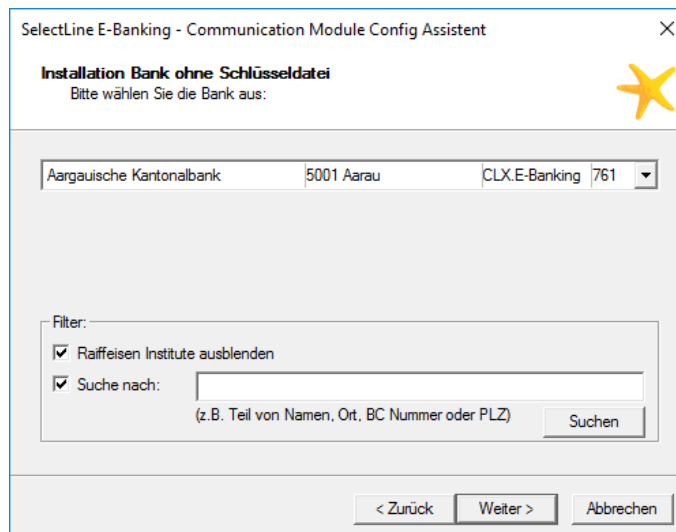 SelectLine E-Banking - Communication Module Config Assistent
Installation Bank ohne Schlüsseldatei
Bitte wählen Sie die Bank aus:
Aargauische Kantonalbank 5001 Aarau CLX.E-Banking 761
Filter:
Raiffeisen Institute ausblenden
Suche nach:
(z.B. Teil von Namen, Ort, BC Nummer oder PLZ)
Suchen
< Zurück Weiter > Abbrechen